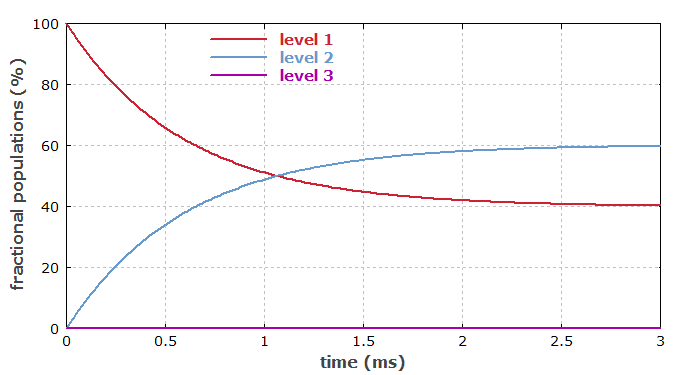 fractional populations (%)
100
80
60
40
20
0
level 1
level 2
level 3
0 0.5 1 1.5 2 2.5 3
time (ms)